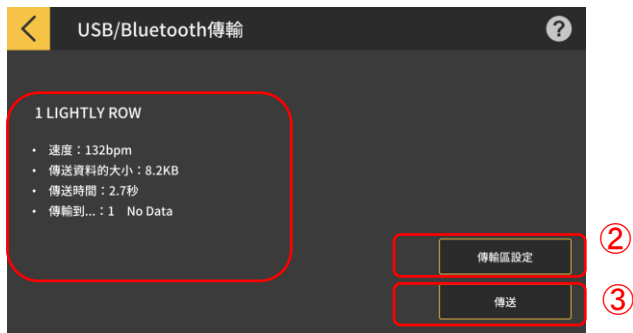 USB/Bluetooth傳輸
?
1 LIGHTLY ROW
• 速度：132bpm
• 傳送資料的大小：8.2KB
• 傳送時間：2.7秒
• 傳輸到...：1 No Data
②
傳輸區設定
③
傳送